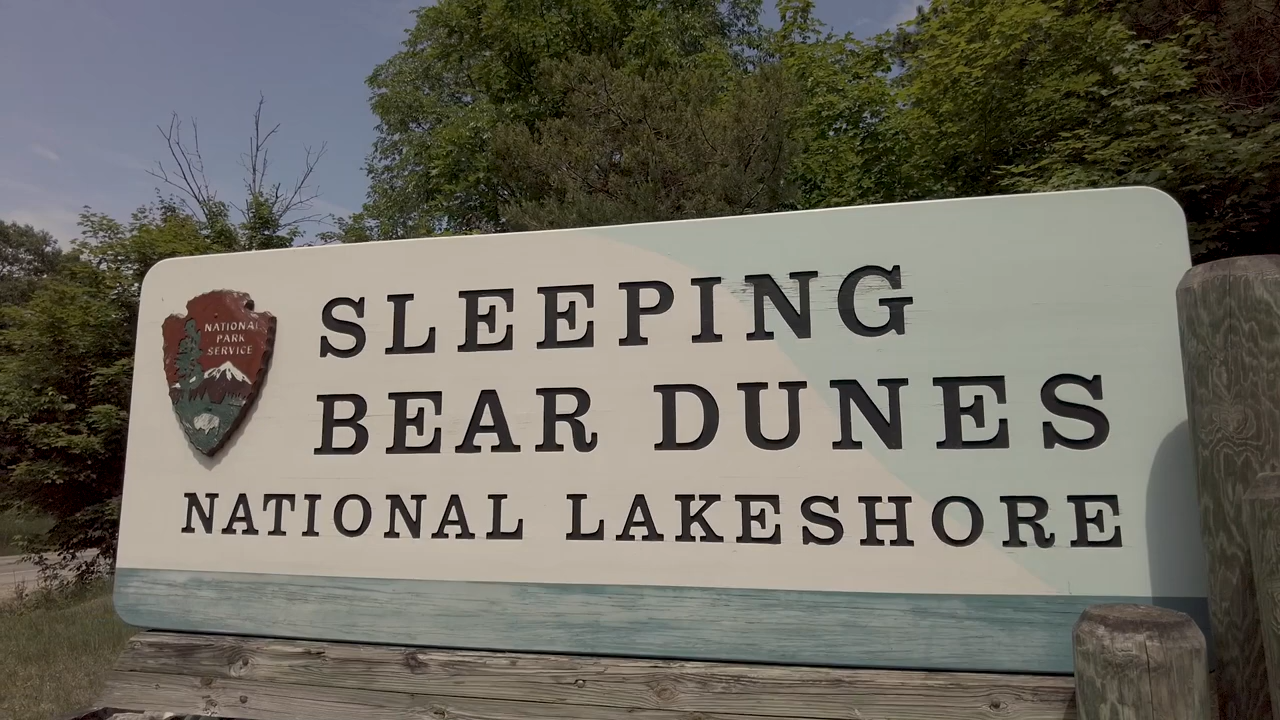 NATIONAL
PARK
SERVICE
SLEEPING
BEAR DUNES
NATIONAL LAKESHORE